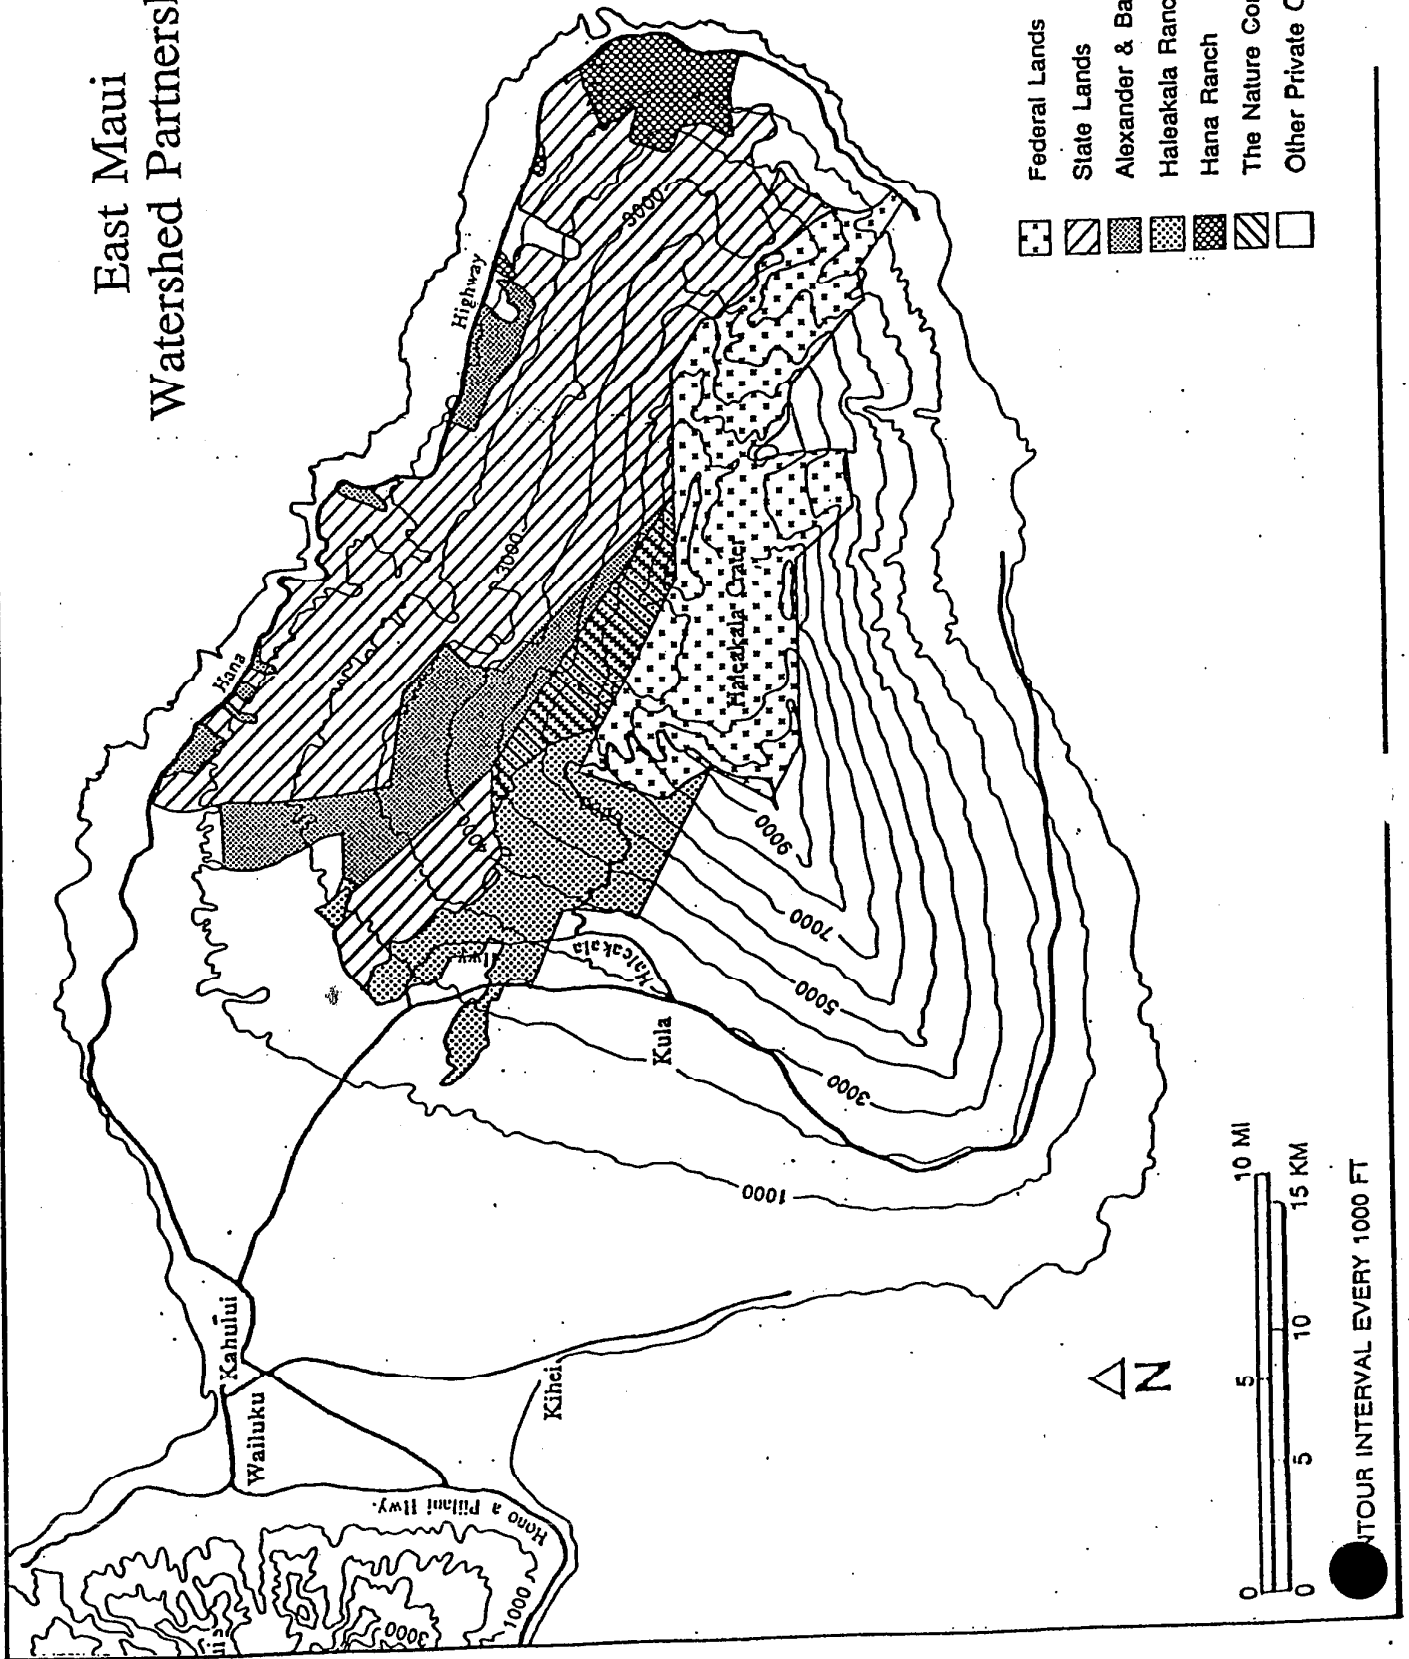 East Maui
Watershed Partnersh
Highway
3000
Hana
3000
4000
Haleakala Crater
9000
7000
5000
3000
1000
Haleakala
Hwy.
Kula
Kahului
Wailuku
Kihei
Hono a Piilani Hwy.
3000
1000
N
Federal Lands
State Lands
Alexander & Ba
Haleakala Ranc
Hana Ranch
The Nature Con
Other Private O
0 5 10 MI
0 5 10 15 KM
NTOUR INTERVAL EVERY 1000 FT